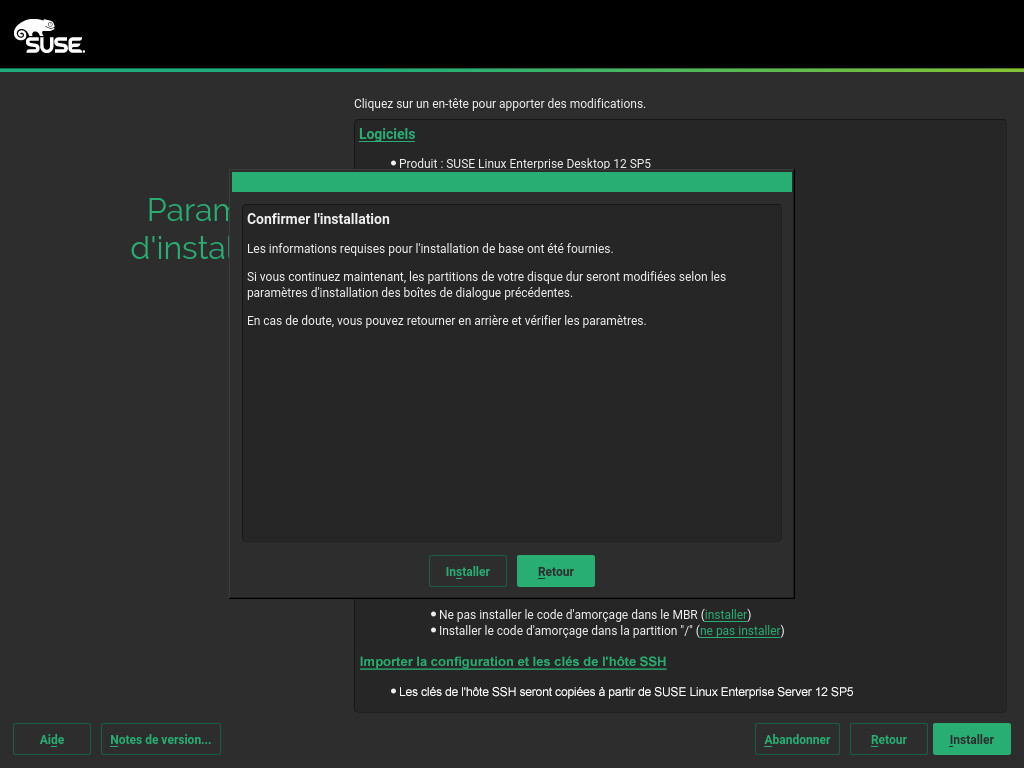 SUSE.
Cliquez sur un en-tête pour apporter des modifications.
Logiciels
Produit : SUSE Linux Enterprise Desktop 12 SP5
Confirmer l'installation
Les informations requises pour l'installation de base ont été fournies.
Si vous continuez maintenant, les partitions de votre disque dur seront modifiées selon les
paramètres d'installation des boîtes de dialogue précédentes.
En cas de doute, vous pouvez retourner en arrière et vérifier les paramètres.
Installer Retour
Ne pas installer le code d'amorçage dans le MBR (installer)
Installer le code d'amorçage dans la partition "/" (ne pas installer)
Importer la configuration et les clés de l'hôte SSH
Les clés de l'hôte SSH seront copiées à partir de SUSE Linux Enterprise Server 12 SP5
Aide Notes de version... Abandonner Retour Installer